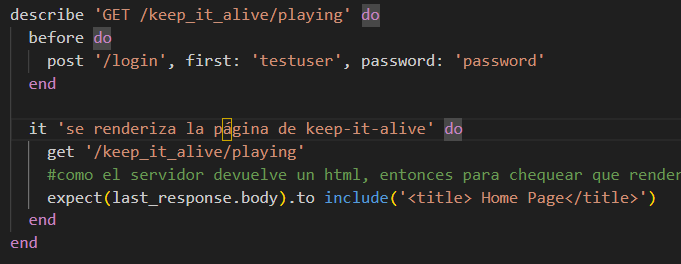 describe 'GET /keep_it_alive/playing' do
before do
post '/login', first: 'testuser', password: 'password'
end
it 'se renderiza la página de keep-it-alive' do
get '/keep_it_alive/playing'
#como el servidor devuelve un html, entonces para chequear que render
expect(last_response.body).to include('<title> Home Page</title>')
end
end